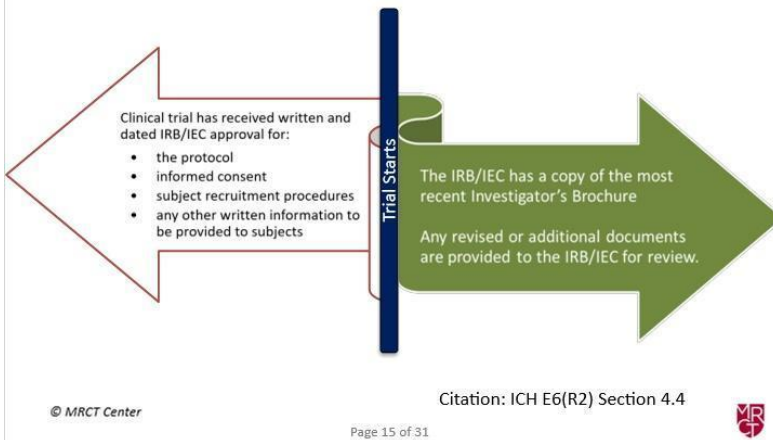 Clinical trial has received written and
dated IRB/IEC approval for:
• the protocol
• informed consent
• subject recruitment procedures
• any other written information to
be provided to subjects
Trial Starts
The IRB/IEC has a copy of the most
recent Investigator's Brochure
Any revised or additional documents
are provided to the IRB/IEC for review.
Citation: ICH E6(R2) Section 4.4
© MRCT Center
Page 15 of 31
MR
CT